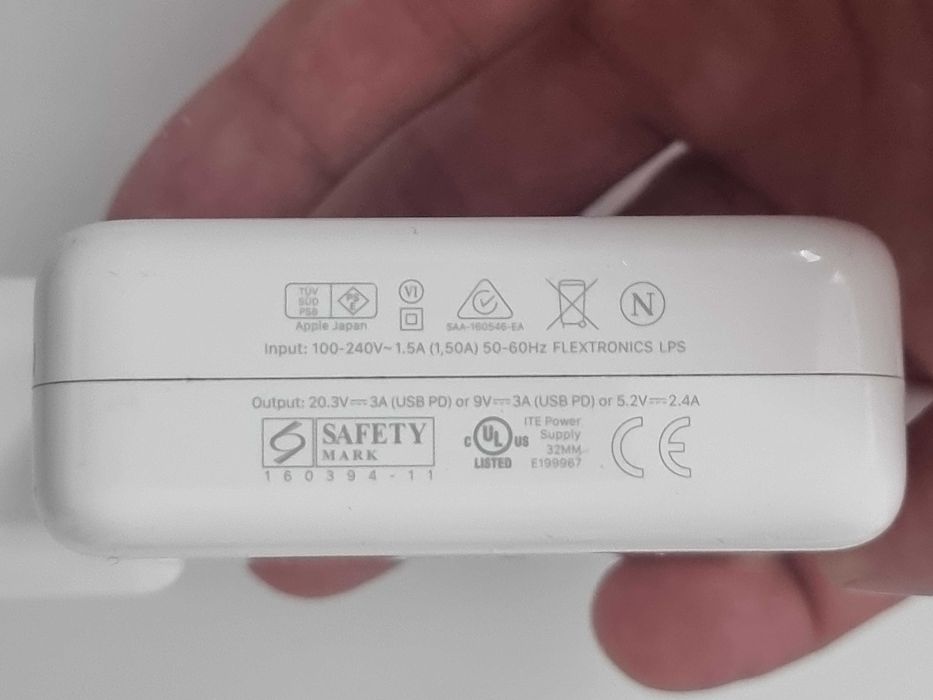 TÜV
SÜD
PSB
PS
E
VI
N
Apple Japan
SAA-160546-EA
Input: 100-240V~1.5A (1,50A) 50-60Hz FLEXTRONICS LPS
Output: 20.3V⎓3A (USB PD) or 9V⎓3A (USB PD) or 5.2V⎓2.4A
S SAFETY
MARK
160394-11
C UL US
LISTED
ITE Power
Supply
32MM
E199967
CE